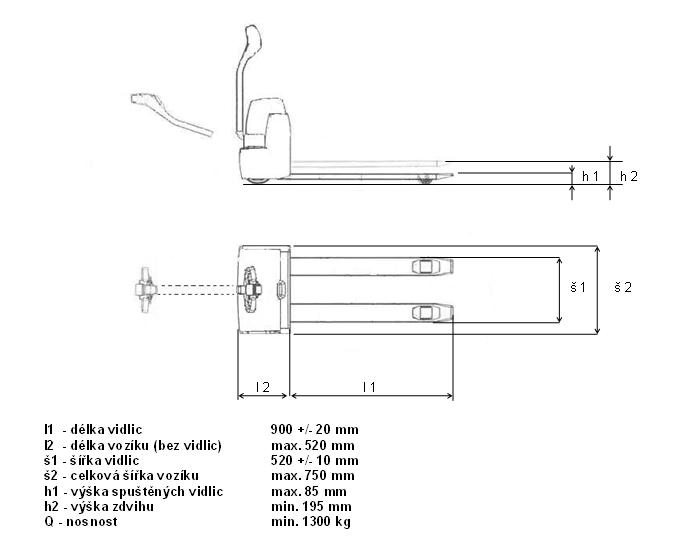 h 1 h 2
š 1 š 2
l 2 l 1
l1 - délka vidlic 900 +/- 20 mm
l2 - délka vozíku (bez vidlic) max. 520 mm
š1 - šířka vidlic 520 +/- 10 mm
š2 - celková šířka vozíku max. 750 mm
h1 - výška spuštěných vidlic max. 85 mm
h2 - výška zdvihu min. 195 mm
Q - nosnost min. 1300 kg